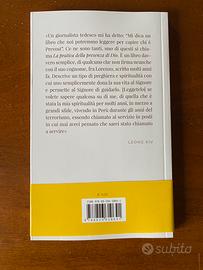 «Un giornalista tedesco mi ha detto: "Mi dica un
libro che noi potremmo leggere per capire chi è
Prevost". Ce ne sono tanti, uno di questi si chia-
ma La pratica della presenza di Dio. È un libro dav-
vero semplice, di qualcuno che non firma neanche
con il suo cognome, fra Lorenzo, scritto molti anni
fa. Descrive un tipo di preghiera e spiritualità con
cui uno semplicemente dona la sua vita al Signore
e permette al Signore di guidarlo. [Leggetelo] se
volete sapere qualcosa su di me, di quella che è
stata la mia spiritualità per molti anni, in mezzo a
grandi sfide, vivendo in Perù durante gli anni del
terrorismo, essendo chiamato al servizio in posti
in cui mai avrei pensato che sarei stato chiamato
a servire»
LEONE XIV
Subito